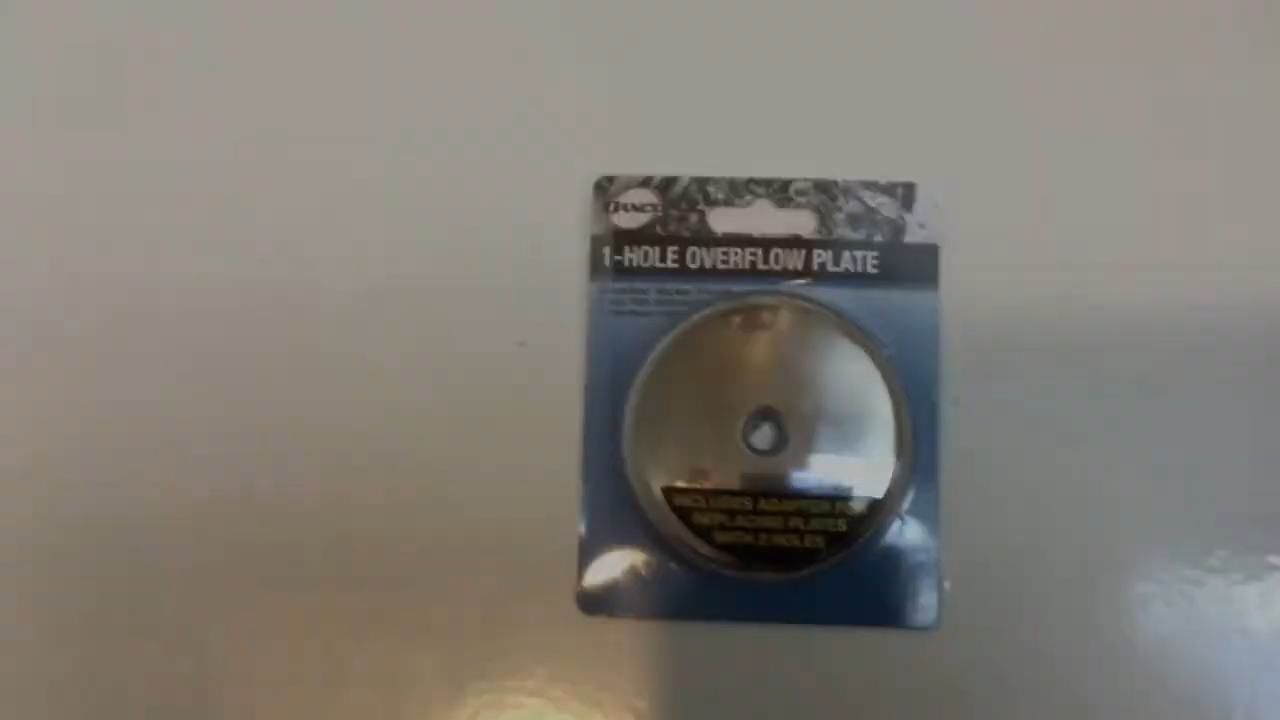 DANCO
1-HOLE OVERFLOW PLATE
INCLUDES ADAPTER FOR
REPLACING PLATES
WITH 2 HOLES